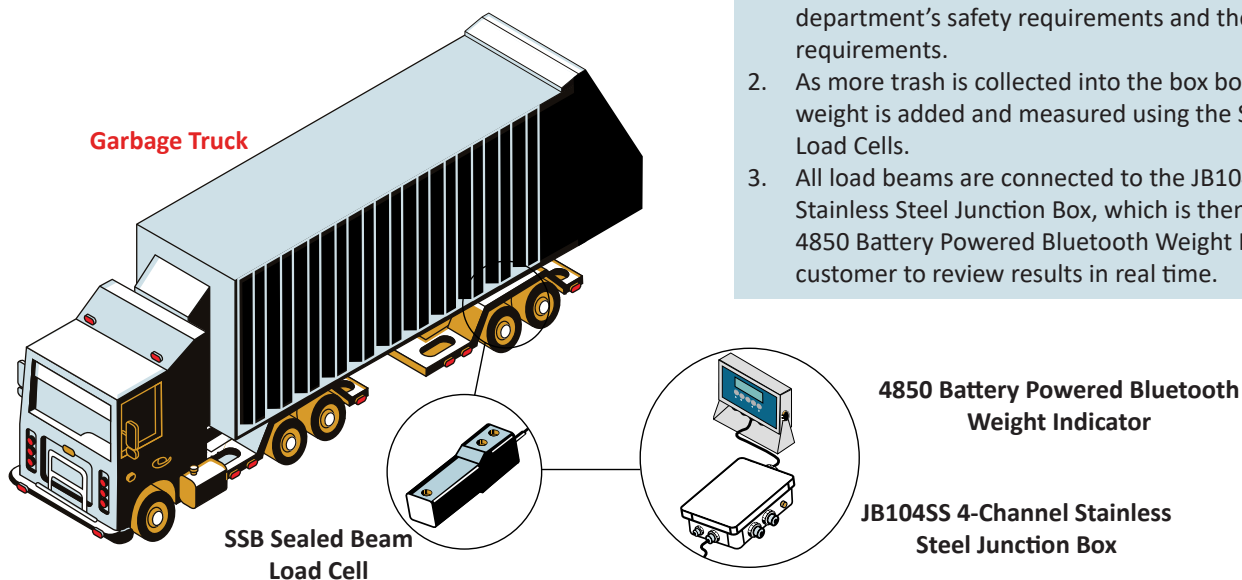 department's safety requirements and the
requirements.
2. As more trash is collected into the box bo
weight is added and measured using the S
Load Cells.
3. All load beams are connected to the JB10
Stainless Steel Junction Box, which is then
4850 Battery Powered Bluetooth Weight I
customer to review results in real time.
Garbage Truck
4850 Battery Powered Bluetooth
Weight Indicator
JB104SS 4-Channel Stainless
Steel Junction Box
SSB Sealed Beam
Load Cell